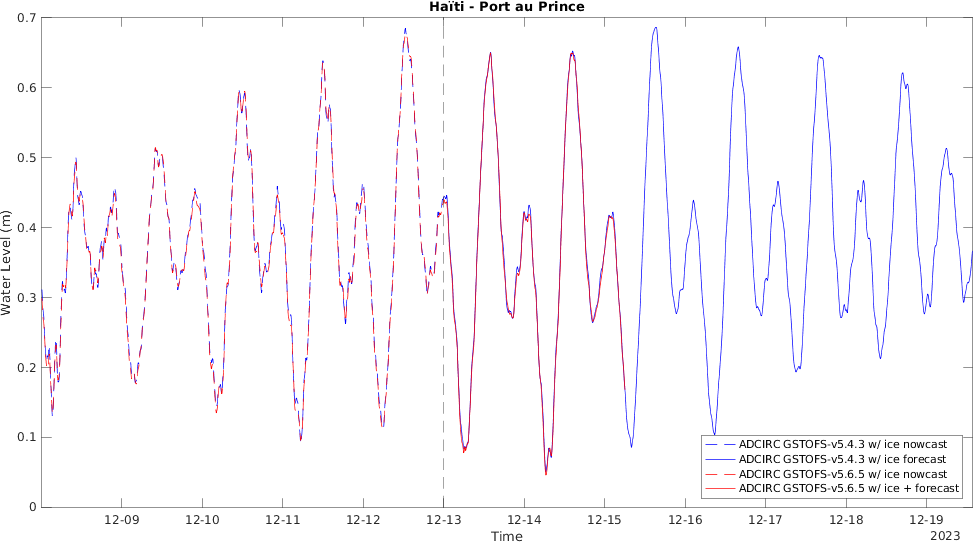 Haïti - Port au Prince
0.7
0.6
0.5
0.4
0.3
0.2
0.1
0
Water Level (m)
ADCIRC GSTOFS-v5.4.3 w/ ice nowcast
ADCIRC GSTOFS-v5.4.3 w/ ice forecast
ADCIRC GSTOFS-v5.6.5 w/ ice nowcast
ADCIRC GSTOFS-v5.6.5 w/ ice + forecast
12-09 12-10 12-11 12-12 12-13 12-14 12-15 12-16 12-17 12-18 12-19
Time
2023